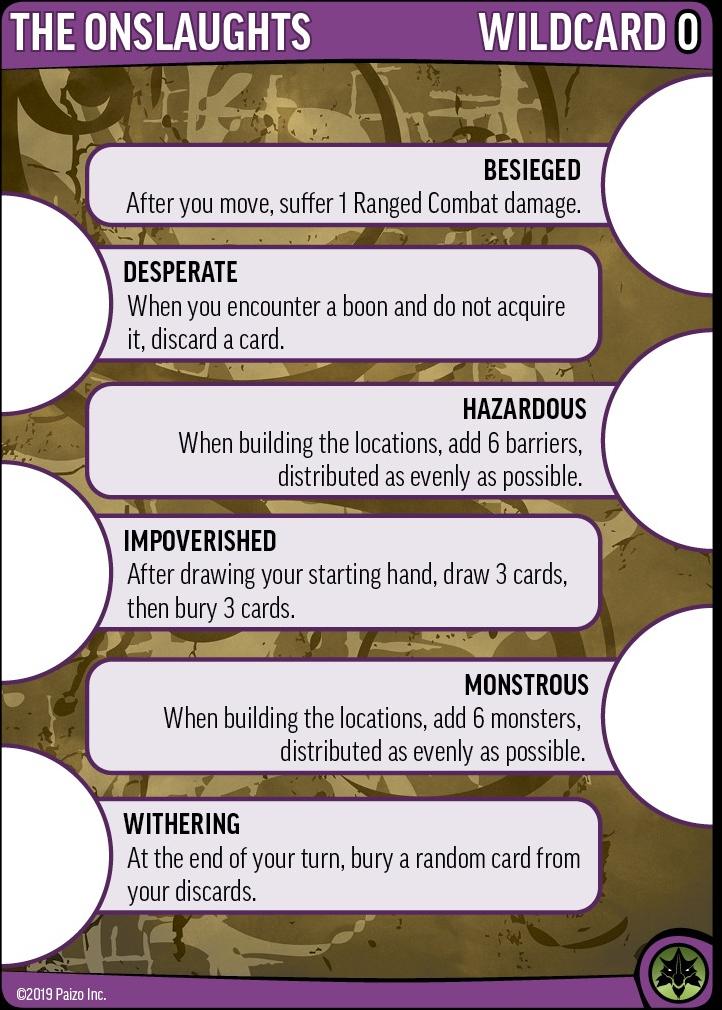 THE ONSLAUGHTS WILDCARD 0
BESIEGED
After you move, suffer 1 Ranged Combat damage.
DESPERATE
When you encounter a boon and do not acquire
it, discard a card.
HAZARDOUS
When building the locations, add 6 barriers,
distributed as evenly as possible.
IMPOVERISHED
After drawing your starting hand, draw 3 cards,
then bury 3 cards.
MONSTROUS
When building the locations, add 6 monsters,
distributed as evenly as possible.
WITHERING
At the end of your turn, bury a random card from
your discards.
©2019 Paizo Inc.